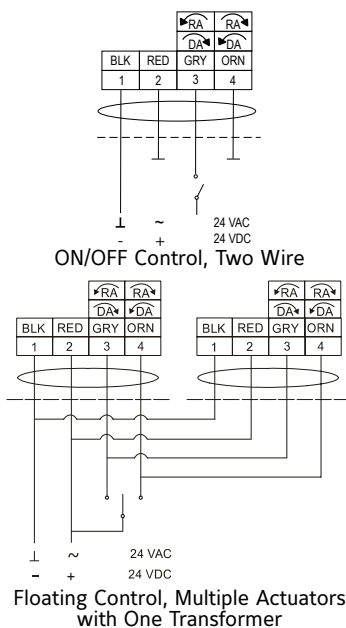 RA RA
DA DA
BLK RED GRY ORN
1 2 3 4
⊥ ~ 24 VAC
- + 24 VDC
ON/OFF Control, Two Wire
RA RA RA RA
DA DA DA DA
BLK RED GRY ORN BLK RED GRY ORN
1 2 3 4 1 2 3 4
⊥ ~ 24 VAC
- + 24 VDC
Floating Control, Multiple Actuators
with One Transformer